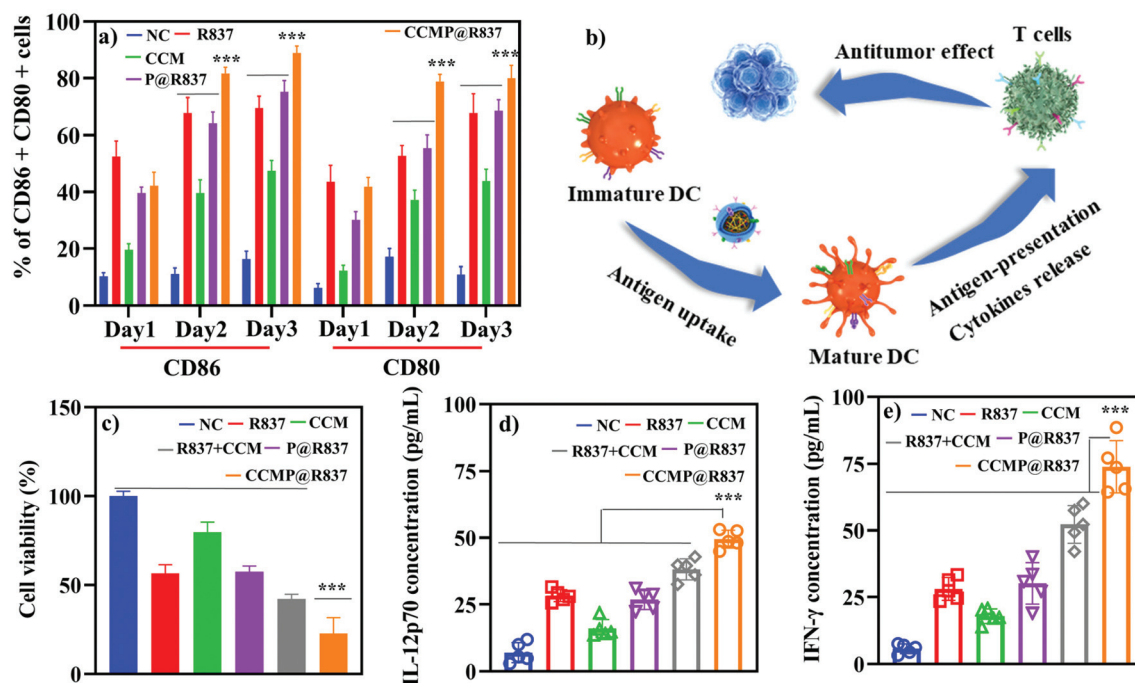 a)
% of CD86 + CD80 + cells
100
80
60
40
20
0
NC R837
CCM
P@R837
CCMP@R837
***
***
***
***
Day1 Day2 Day3 Day1 Day2 Day3
CD86 CD80
b)
Antitumor effect
T cells
Immature DC
Antigen uptake
Mature DC
Antigen-presentation
Cytokines release
c)
Cell viability (%)
150
100
50
0
NC R837 CCM
R837+CCM P@R837
CCMP@R837
***
d)
IL-12p70 concentration (pg/mL)
100
75
50
25
0
NC R837 CCM
R837+CCM P@R837
CCMP@R837
***
e)
IFN-γ concentration (pg/mL)
100
75
50
25
0
NC R837 CCM
R837+CCM P@R837
CCMP@R837
***